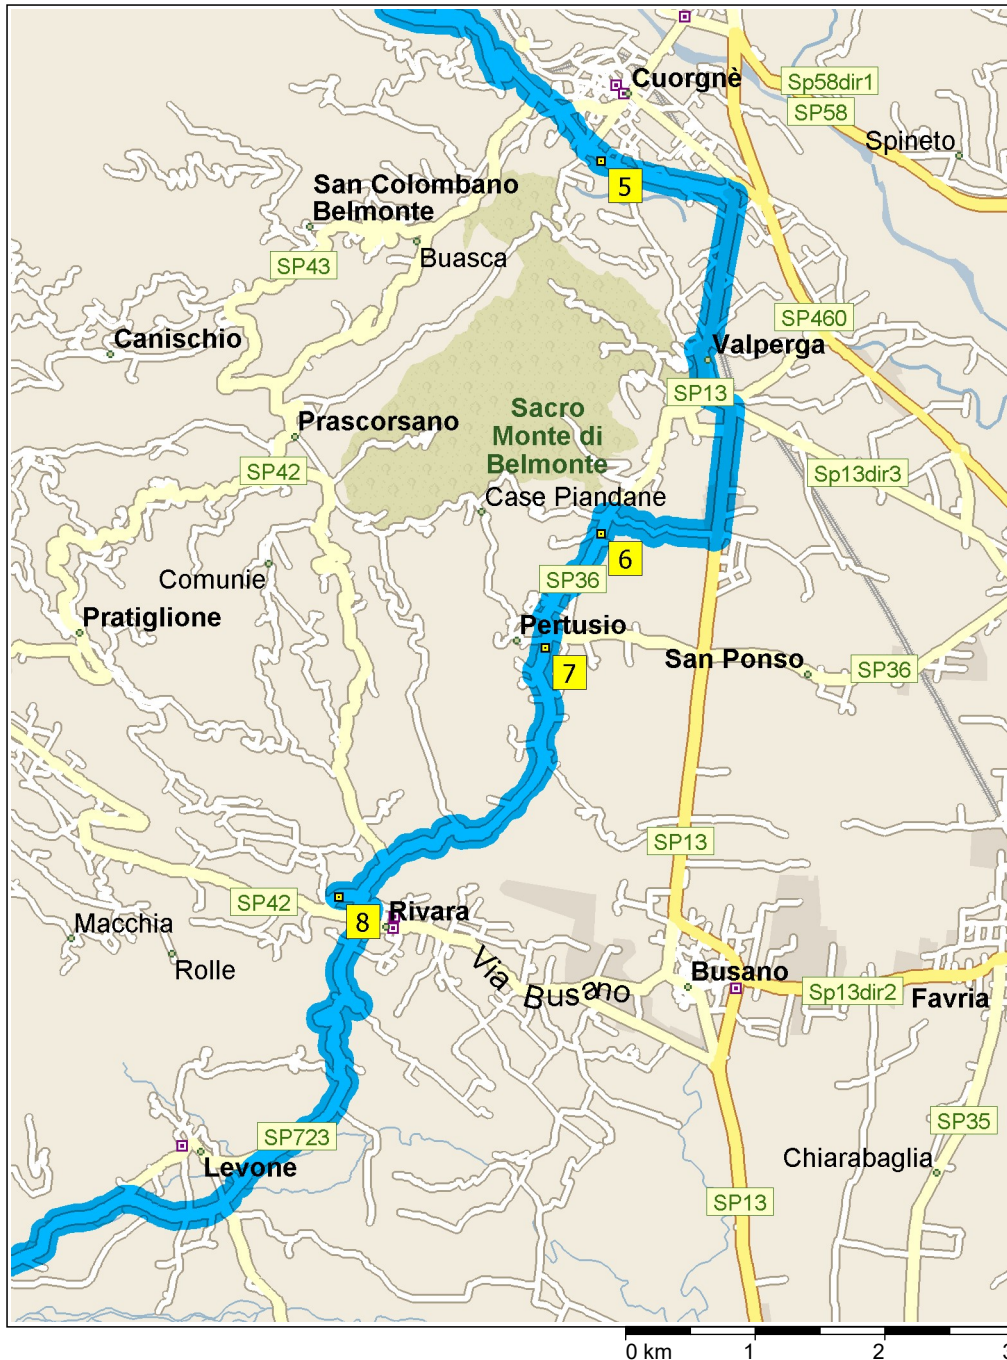 Cuorgnè
Sp58dir1
SP58
Spineto
5
San Colombano
Belmonte
SP43
Buasca
Canischio
SP460
Valperga
SP13
Sacro
Monte di
Belmonte
Prascorsano
SP42
Sp13dir3
Case Piandane
6
SP36
Comunie
Pratiglione
Pertusio
San Ponso
SP36
7
SP13
SP42
8
Rivara
Macchia
Rolle
Via Busano
Busano
Sp13dir2
Favria
SP723
SP35
Levone
Chiarabaglia
SP13
0 km 1 2 3